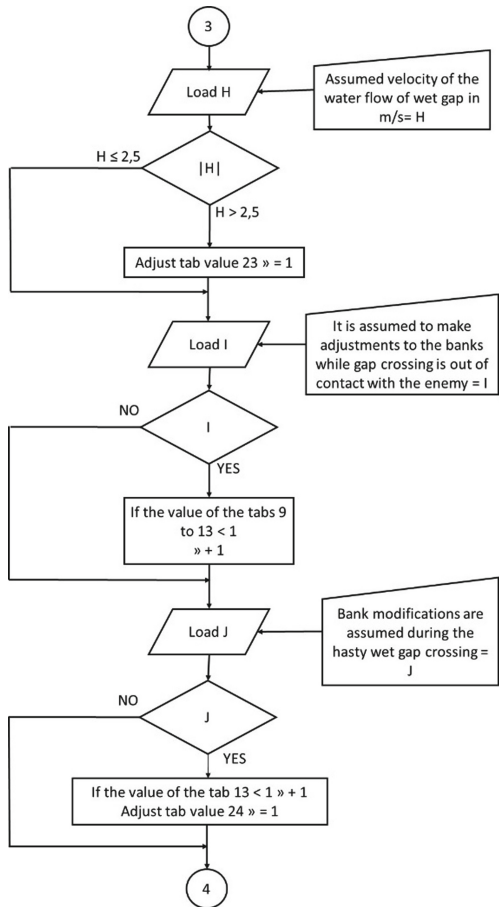 3
Load H
Assumed velocity of the
water flow of wet gap in
m/s= H
H ≤ 2,5
|H|
H > 2,5
Adjust tab value 23 » = 1
Load I
It is assumed to make
adjustments to the banks
while gap crossing is out of
contact with the enemy = I
NO
I
YES
If the value of the tabs 9
to 13 < 1
» + 1
Load J
Bank modifications are
assumed during the
hasty wet gap crossing =
J
NO
J
YES
If the value of the tab 13 < 1 » + 1
Adjust tab value 24 » = 1
4